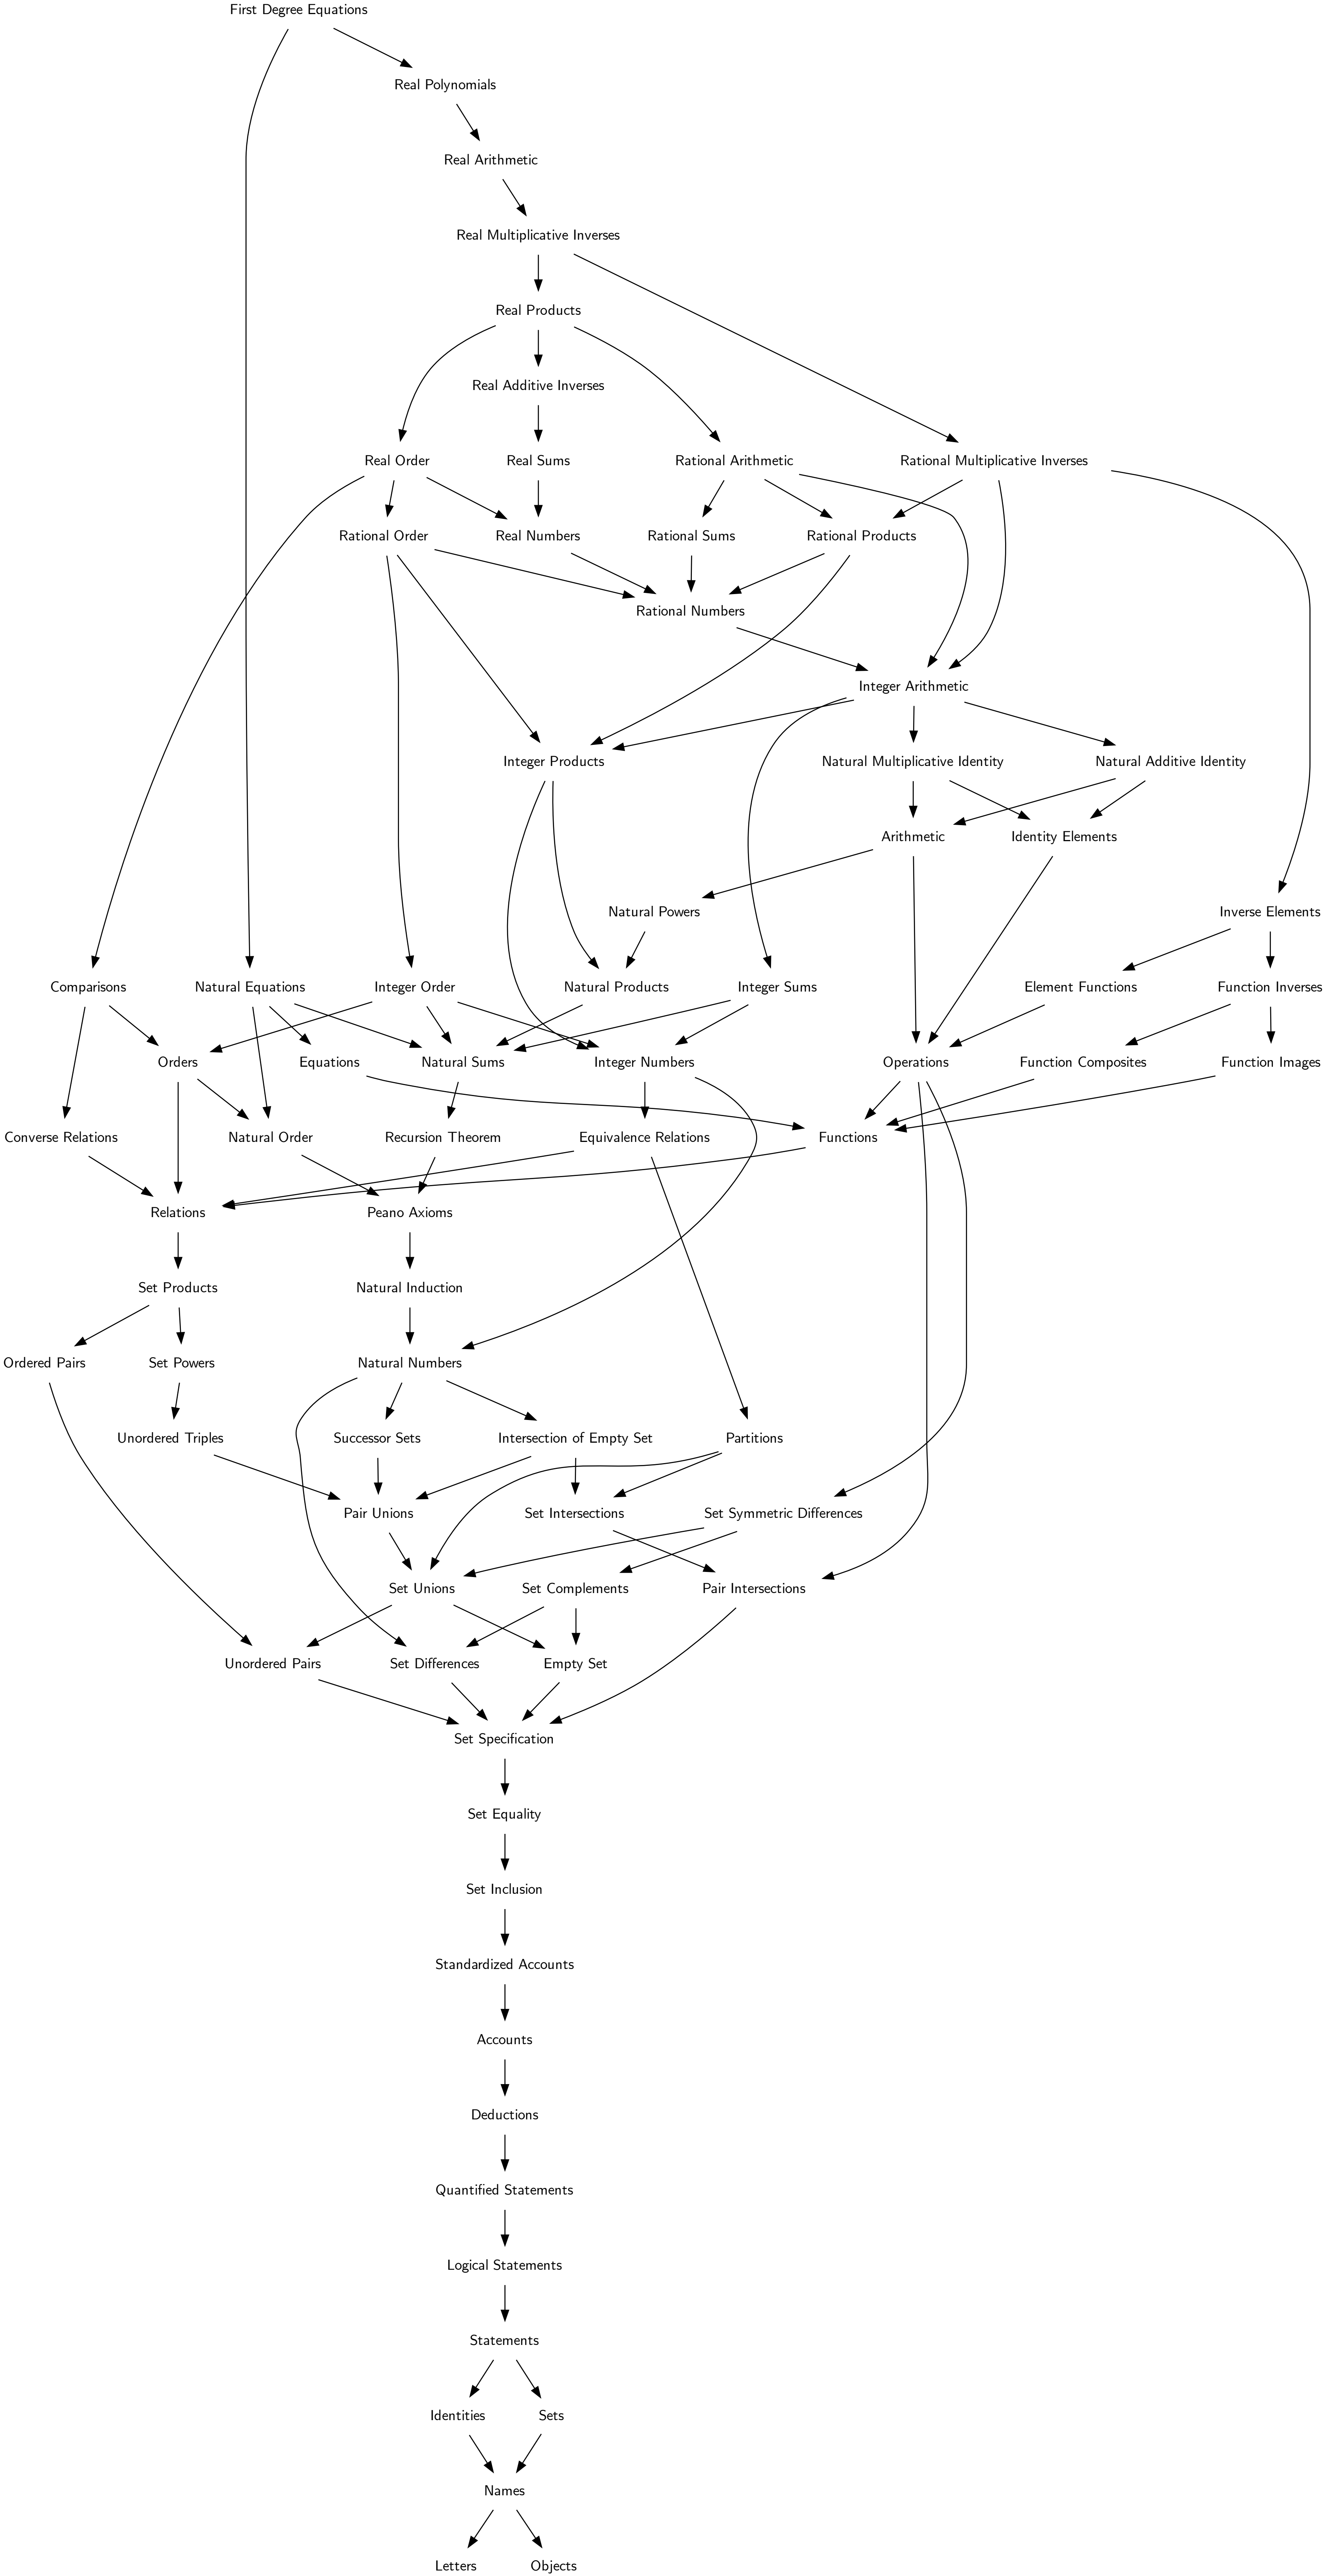 First Degree Equations
Real Polynomials
Real Arithmetic
Real Multiplicative Inverses
Real Products
Real Additive Inverses
Real Order
Real Sums
Rational Arithmetic
Rational Multiplicative Inverses
Rational Order
Real Numbers
Rational Sums
Rational Products
Rational Numbers
Integer Arithmetic
Integer Products
Natural Multiplicative Identity
Natural Additive Identity
Arithmetic
Identity Elements
Natural Powers
Inverse Elements
Comparisons
Natural Equations
Integer Order
Natural Products
Integer Sums
Element Functions
Function Inverses
Orders
Equations
Natural Sums
Integer Numbers
Operations
Function Composites
Function Images
Converse Relations
Natural Order
Recursion Theorem
Equivalence Relations
Functions
Relations
Peano Axioms
Set Products
Natural Induction
Ordered Pairs
Set Powers
Natural Numbers
Unordered Triples
Successor Sets
Intersection of Empty Set
Partitions
Pair Unions
Set Intersections
Set Symmetric Differences
Set Unions
Set Complements
Pair Intersections
Unordered Pairs
Set Differences
Empty Set
Set Specification
Set Equality
Set Inclusion
Standardized Accounts
Accounts
Deductions
Quantified Statements
Logical Statements
Statements
Identities
Sets
Names
Letters
Objects